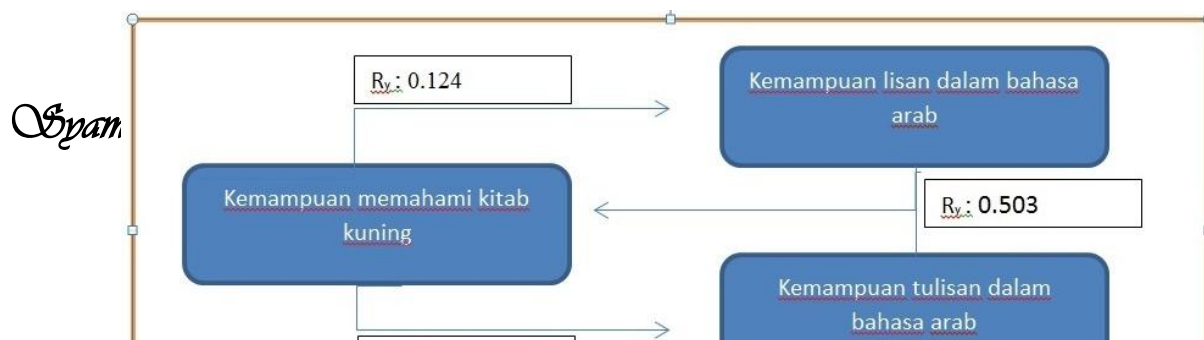 Ry : 0.124
Kemampuan lisan dalam bahasa
arab
Syam
Kemampuan memahami kitab
kuning
Ry : 0.503
Kemampuan tulisan dalam
bahasa arab